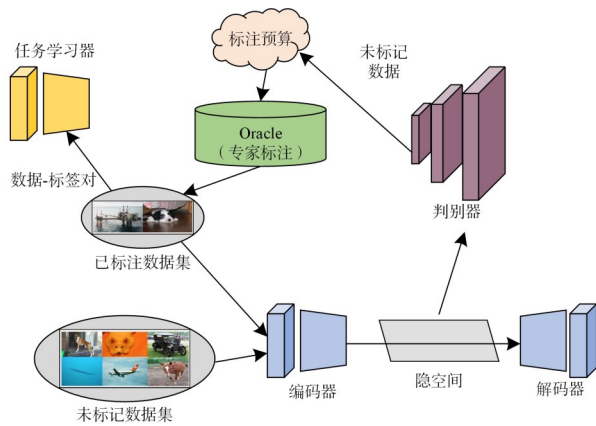 任务学习器
标注预算
未标记
数据
Oracle
（专家标注）
数据-标签对
判别器
已标注数据集
编码器
隐空间
解码器
未标记数据集